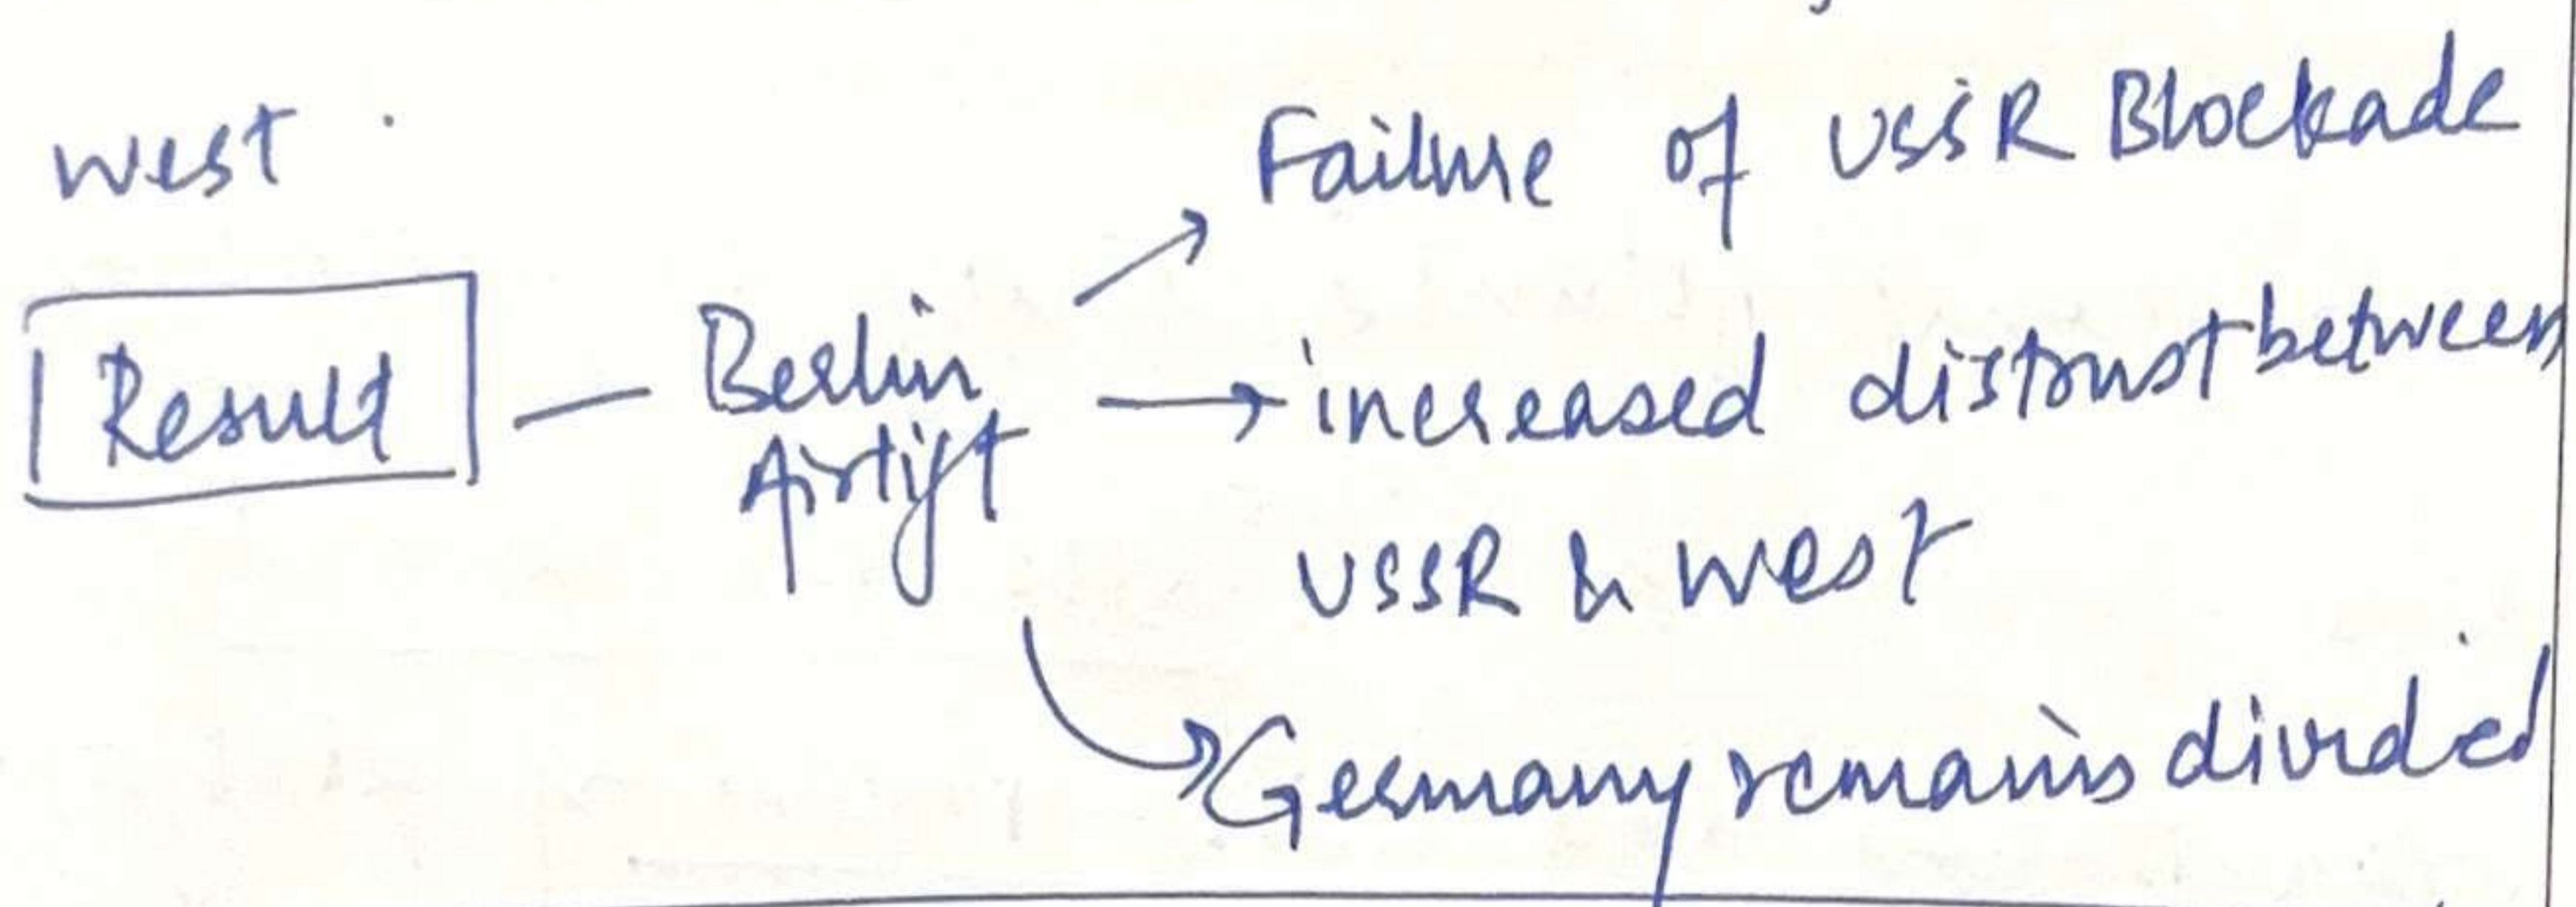 west.
Failure of USSR Blockade
Result — Berlin
Airlift
→ increased distrust between
USSR & West
Germany remains divided